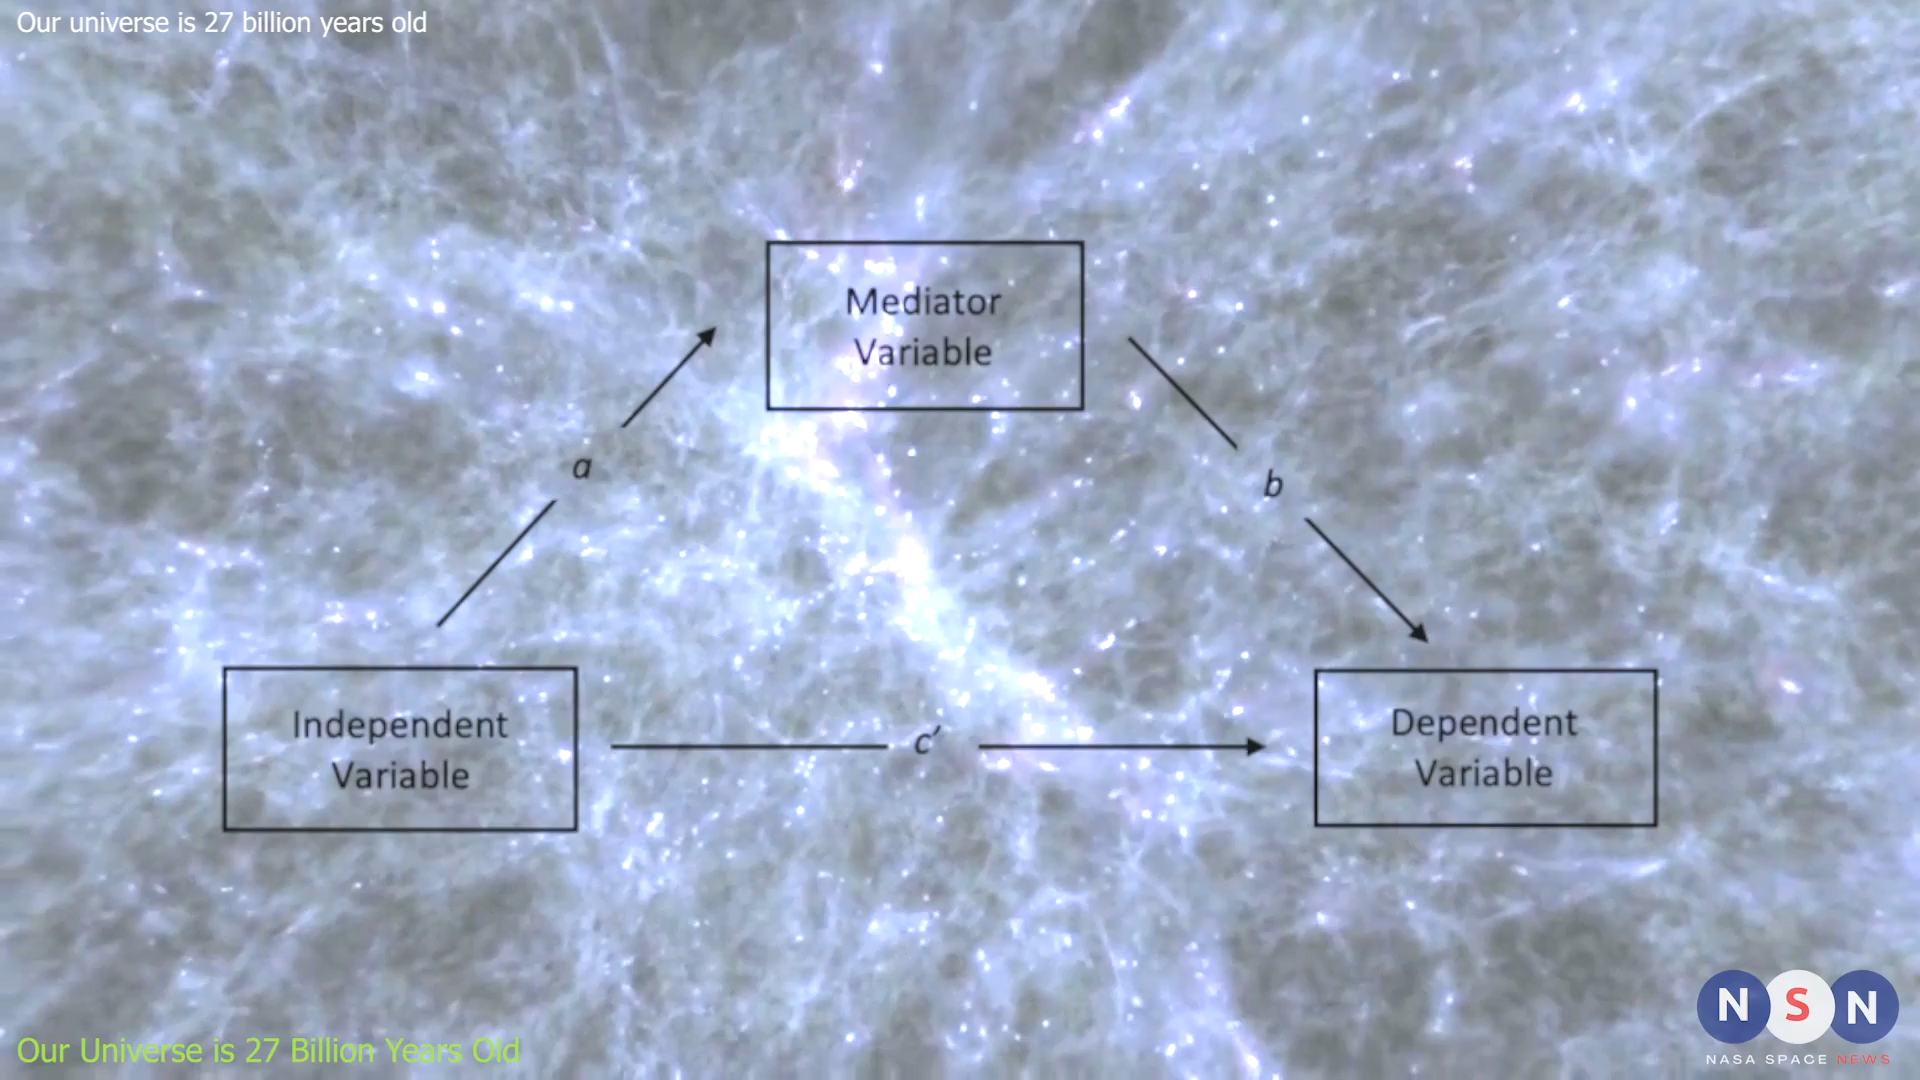 Our universe is 27 billion years old
Mediator
Variable
a
b
Independent
Variable
c′
Dependent
Variable
N S N
NASA SPACE NEWS
Our Universe is 27 Billion Years Old